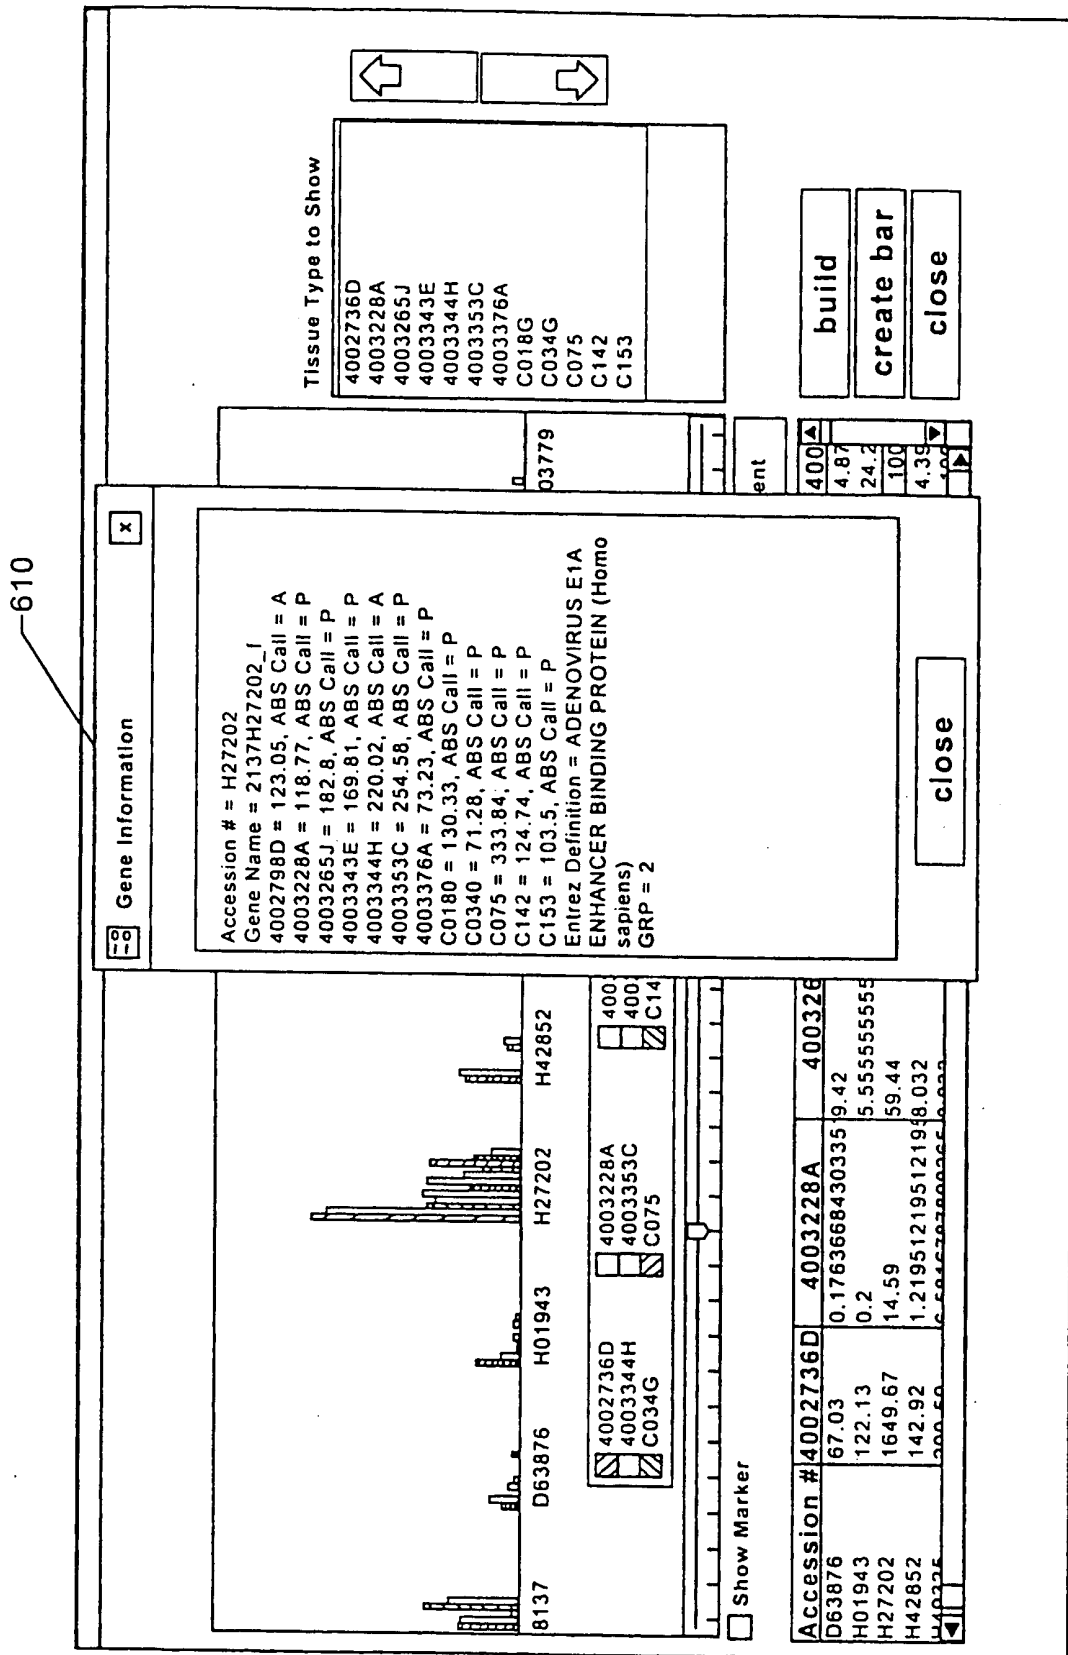 610
Gene Information
x
Accession # = H27202
Gene Name = 2137H27202_f
4002798D = 123.05, ABS Call = A
4003228A = 118.77, ABS Call = P
4003265J = 182.8, ABS Call = P
4003343E = 169.81, ABS Call = P
4003344H = 220.02, ABS Call = A
4003353C = 254.58, ABS Call = P
4003376A = 73.23, ABS Call = P
C0180 = 130.33, ABS Call = P
C0340 = 71.28, ABS Call = P
C075 = 333.84, ABS Call = P
C142 = 124.74, ABS Call = P
C153 = 103.5, ABS Call = P
Entrez Definition = ADENOVIRUS E1A
ENHANCER BINDING PROTEIN (Homo
sapiens)
GRP = 2
close
Tissue Type to Show
4002736D
4003228A
4003265J
4003343E
4003344H
4003353C
4003376A
C018G
C034G
C075
C142
C153
8137 D63876 H01943 H27202 H42852 03779
4002736D 4003228A 4003
4003344H 4003353C 400
C034G C075 C14
Show Marker
ent
Accession # 4002736D 4003228A 400326 400
D63876 67.03 0.1763668430335 9.42 4.87
H01943 122.13 0.2 5.5555555555 24.2
H27202 1649.67 14.59 59.44 100
H42852 142.92 1.2195121951219 8.032 4.39
build
create bar
close